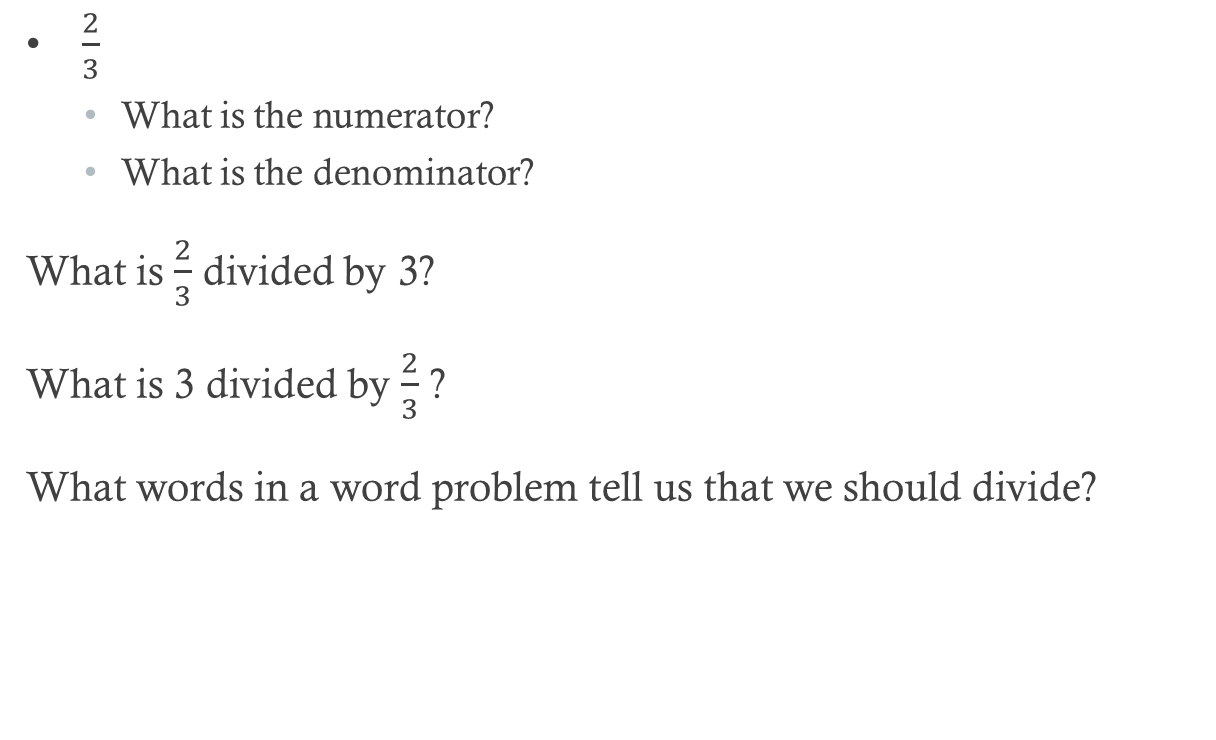 • 2/3
• What is the numerator?
• What is the denominator?
What is 2/3 divided by 3?
What is 3 divided by 2/3 ?
What words in a word problem tell us that we should divide?